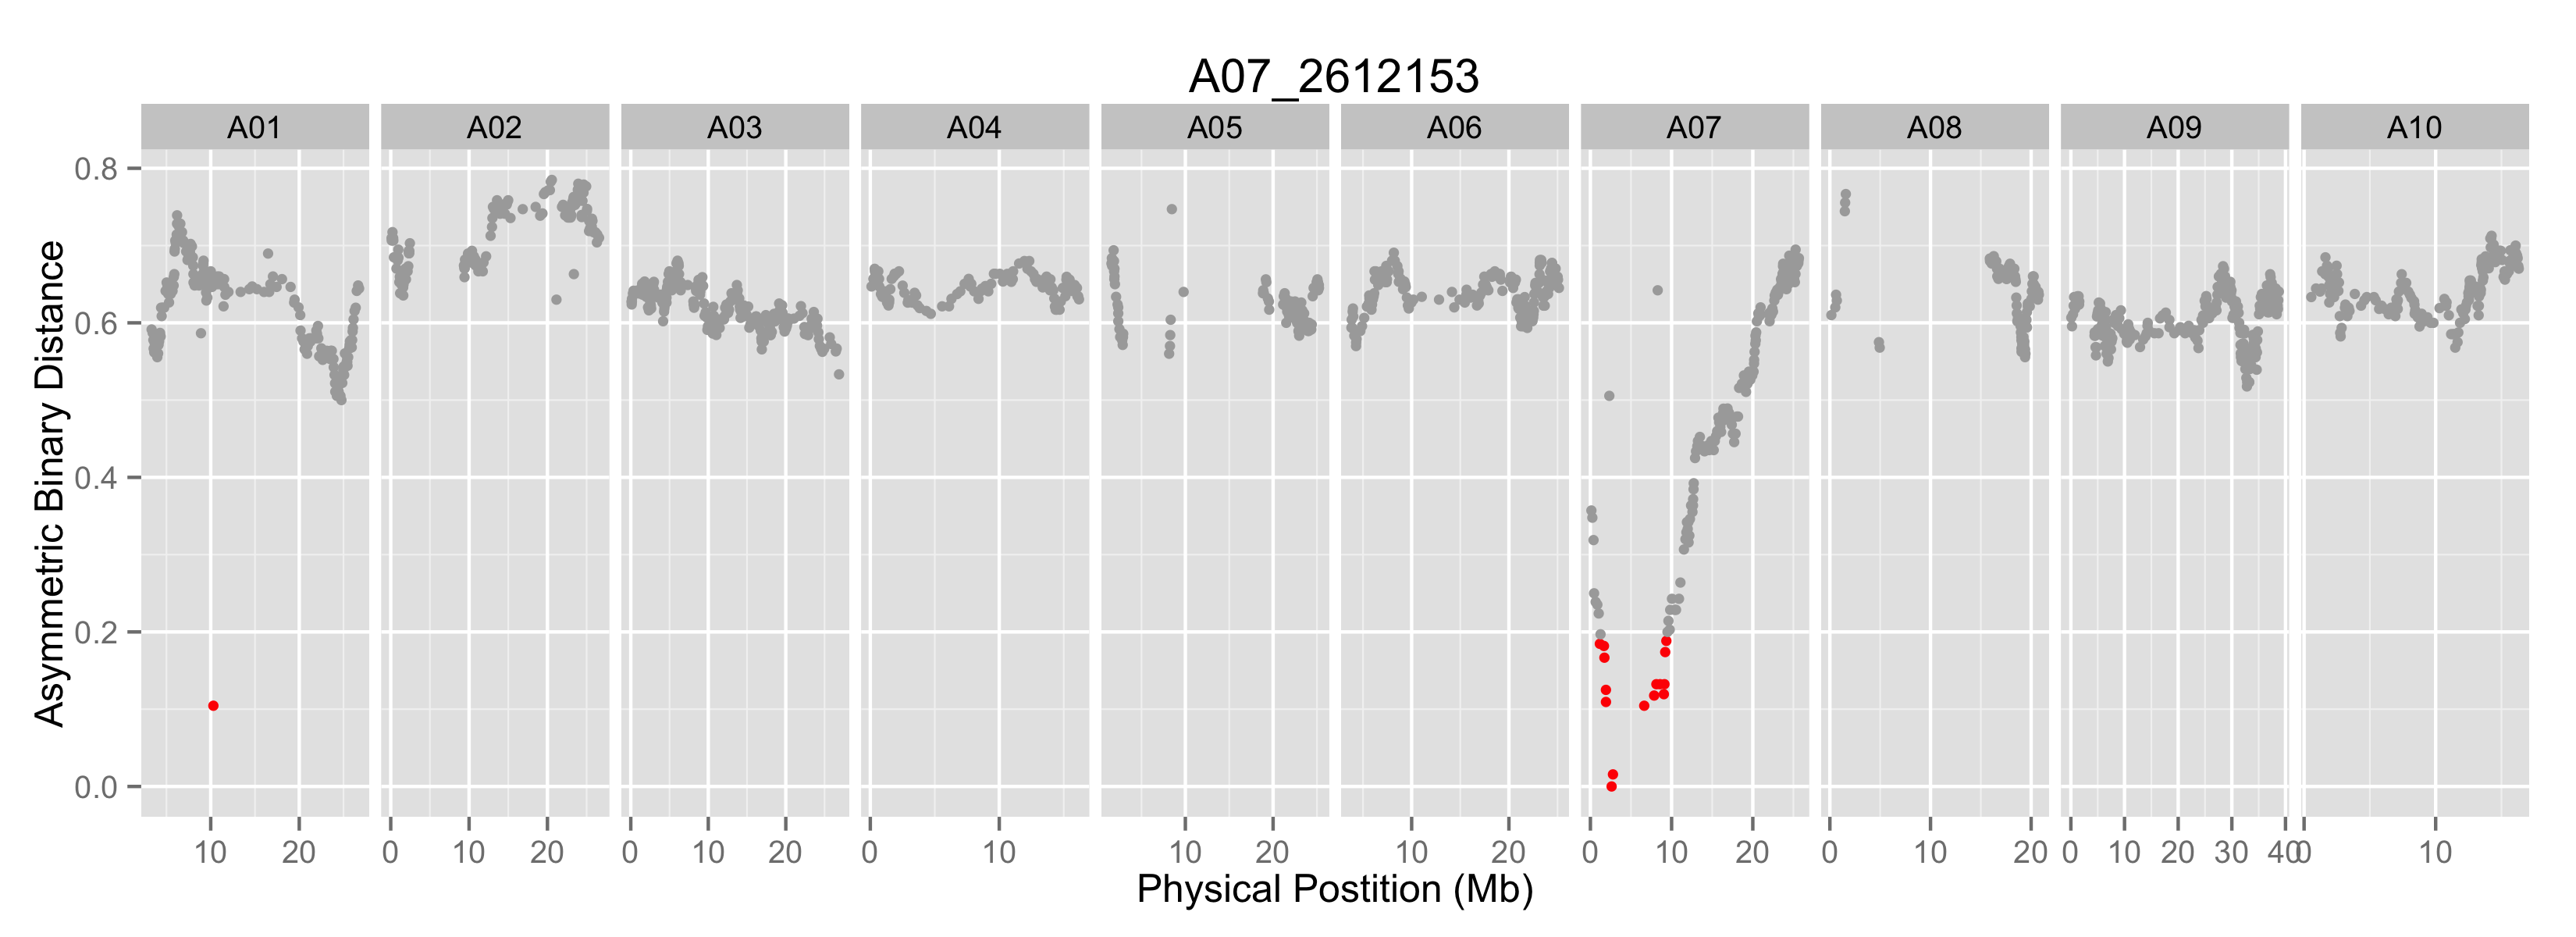 A07_2612153
A01 A02 A03 A04 A05 A06 A07 A08 A09 A10
Asymmetric Binary Distance
0.8
0.6
0.4
0.2
0.0
10 20 0 10 20 0 10 20 0 10 10 20 10 20 0 10 20 0 10 20 0 10 20 30 40 0 10
Physical Postition (Mb)